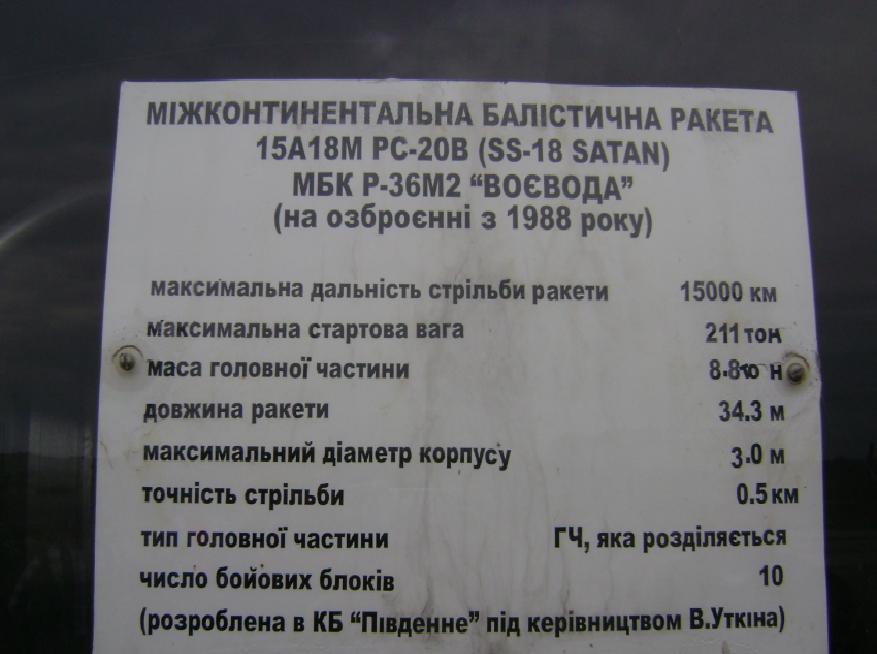 МІЖКОНТИНЕНТАЛЬНА БАЛІСТИЧНА РАКЕТА
15А18М РС-20В (SS-18 SATAN)
МБК Р-36М2 “ВОЄВОДА”
(на озброєнні з 1988 року)
максимальна дальність стрільби ракети 15000 км
максимальна стартова вага 211 тон
маса головної частини 8.8 то н
довжина ракети 34.3 м
максимальний діаметр корпусу 3.0 м
точність стрільби 0.5 км
тип головної частини ГЧ, яка розділяється
число бойових блоків 10
(розроблена в КБ “Південне” під керівництвом В.Уткіна)